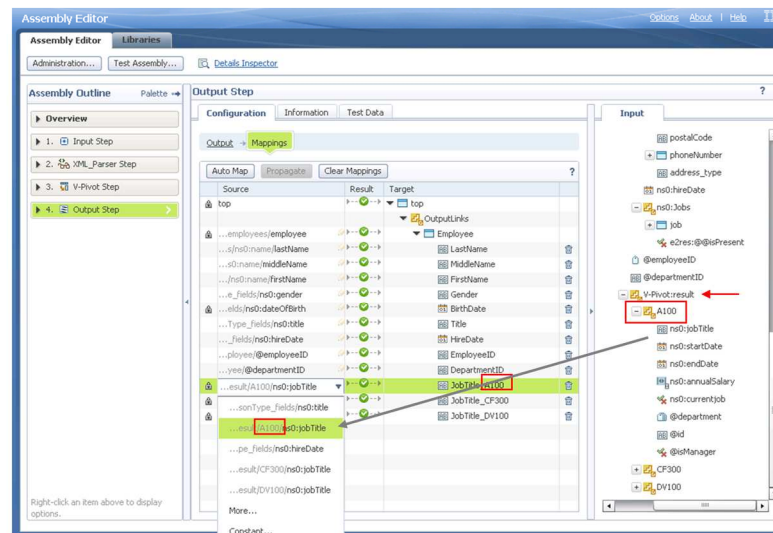 Assembly Editor
Options About | Help
Assembly Editor Libraries
Administration... Test Assembly... Details Inspector
Assembly Outline Palette
Overview
1. Input Step
2. XML_Parser Step
3. V-Pivot Step
4. Output Step
Right-click an item above to display
options.
Output Step ?
Configuration Information Test Data
Output Mappings
Auto Map Propagate Clear Mappings ?
Source Result Target
top top
OutputLinks
...employees/employee Employee
...s/ns0:name/lastName LastName
...s0:name/middleName MiddleName
.../ns0:name/firstName FirstName
...e_fields/ns0:gender Gender
...elds/ns0:dateOfBirth BirthDate
...Type_fields/ns0:title Title
..._fields/ns0:hireDate HireDate
...ployee/@employeeID EmployeeID
...yee/@departmentID DepartmentID
...esult/A100/ns0:jobTitle JobTitle_A100
JobTitle_CF300
JobTitle_DV100
...sonType_fields/ns0:title
...esult/A100/ns0:jobTitle
...pe_fields/ns0:hireDate
...esult/CF300/ns0:jobTitle
...esult/DV100/ns0:jobTitle
More...
Constant...
Input
postalCode
phoneNumber
address_type
ns0:hireDate
ns0:Jobs
job
e2res:@@isPresent
@employeeID
@departmentID
V-Pivot:result
A100
ns0:jobTitle
ns0:startDate
ns0:endDate
ns0:annualSalary
ns0:currentjob
@department
@id
@isManager
CF300
DV100